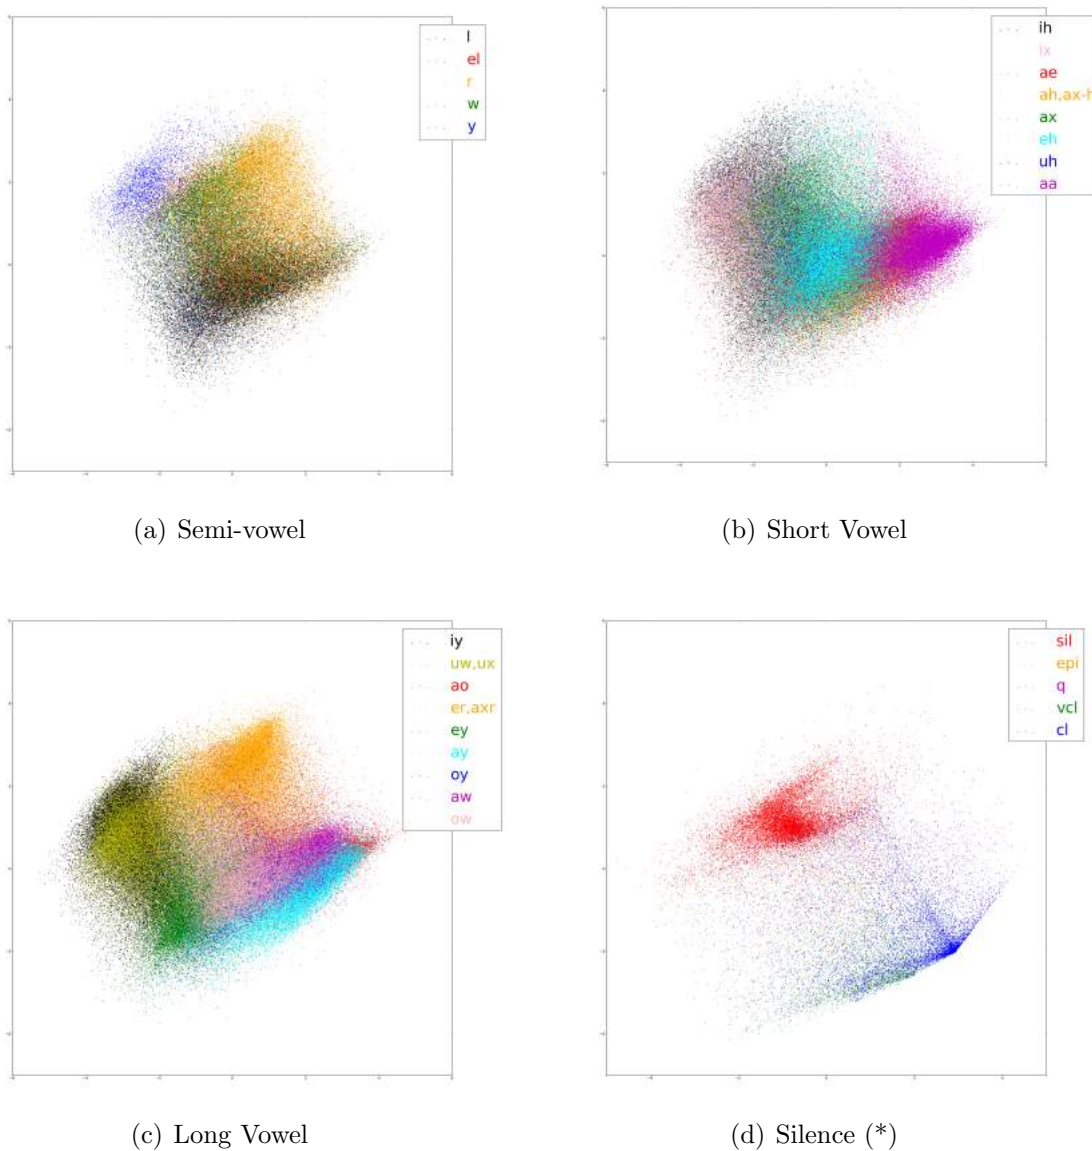 l
el
r
w
y
(a) Semi-vowel
ih
ix
ae
ah,ax-h
ax
eh
uh
aa
(b) Short Vowel
iy
uw,ux
ao
er,axr
ey
ay
oy
aw
ow
(c) Long Vowel
sil
epi
q
vcl
cl
(d) Silence (*)